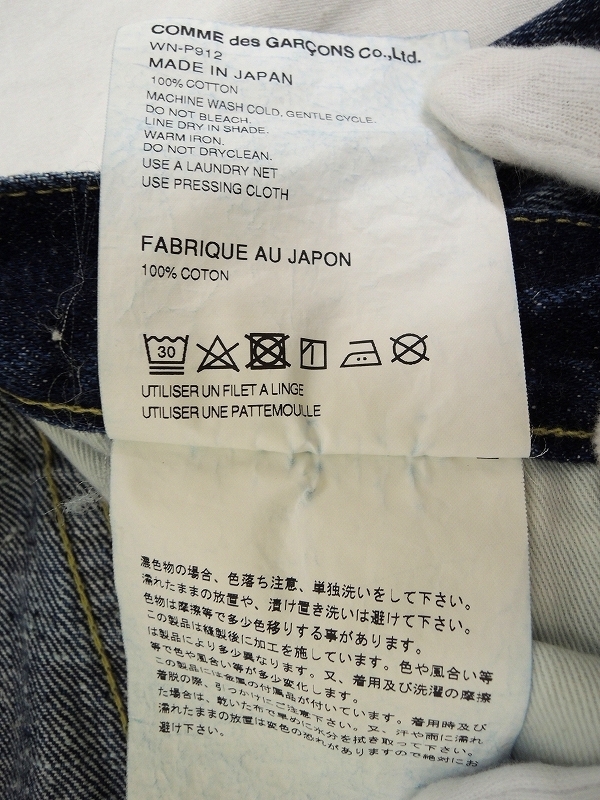 COMME des GARÇONS Co.,Ltd.
WN-P912
MADE IN JAPAN
100% COTTON
MACHINE WASH COLD. GENTLE CYCLE.
DO NOT BLEACH.
LINE DRY IN SHADE.
WARM IRON.
DO NOT DRYCLEAN.
USE A LAUNDRY NET
USE PRESSING CLOTH
FABRIQUE AU JAPON
100% COTON
30
UTILISER UN FILET A LINGE
UTILISER UNE PATTEMOUILLE
濃色物の場合、色落ち注意、単独洗いをして下さい。
濡れたままの放置や、漬け置き洗いは避けて下さい。
色物は摩擦等で多少色移りする事があります。
この製品は縫製後に加工を施しています。色や風合い等
は製品により多少異なります。又、着用及び洗濯の摩擦
等で色や風合い等が多少変化します。
この製品には金属の付属品が付いています。着用時及び
着脱の際、引っかけにご注意下さい。又、汗や雨に濡れ
た場合は、乾いた布で早めに水分を拭き取って下さい。
濡れたままの放置は変色の恐れがありますので絶対にお
避け下さい。